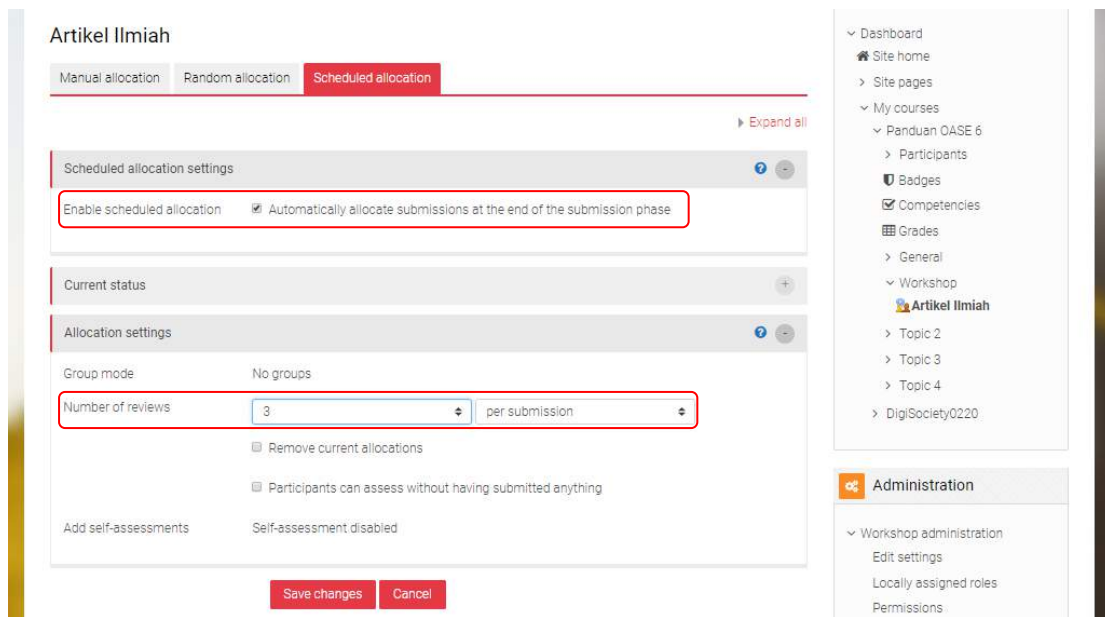 Artikel Ilmiah
Manual allocation Random allocation Scheduled allocation
Expand all
Scheduled allocation settings
Enable scheduled allocation Automatically allocate submissions at the end of the submission phase
Current status
Allocation settings
Group mode No groups
Number of reviews 3 per submission
Remove current allocations
Participants can assess without having submitted anything
Add self-assessments Self-assessment disabled
Save changes Cancel
Dashboard
Site home
Site pages
My courses
Panduan OASE 6
Participants
Badges
Competencies
Grades
General
Workshop
Artikel Ilmiah
Topic 2
Topic 3
Topic 4
DigiSociety0220
Administration
Workshop administration
Edit settings
Locally assigned roles
Permissions